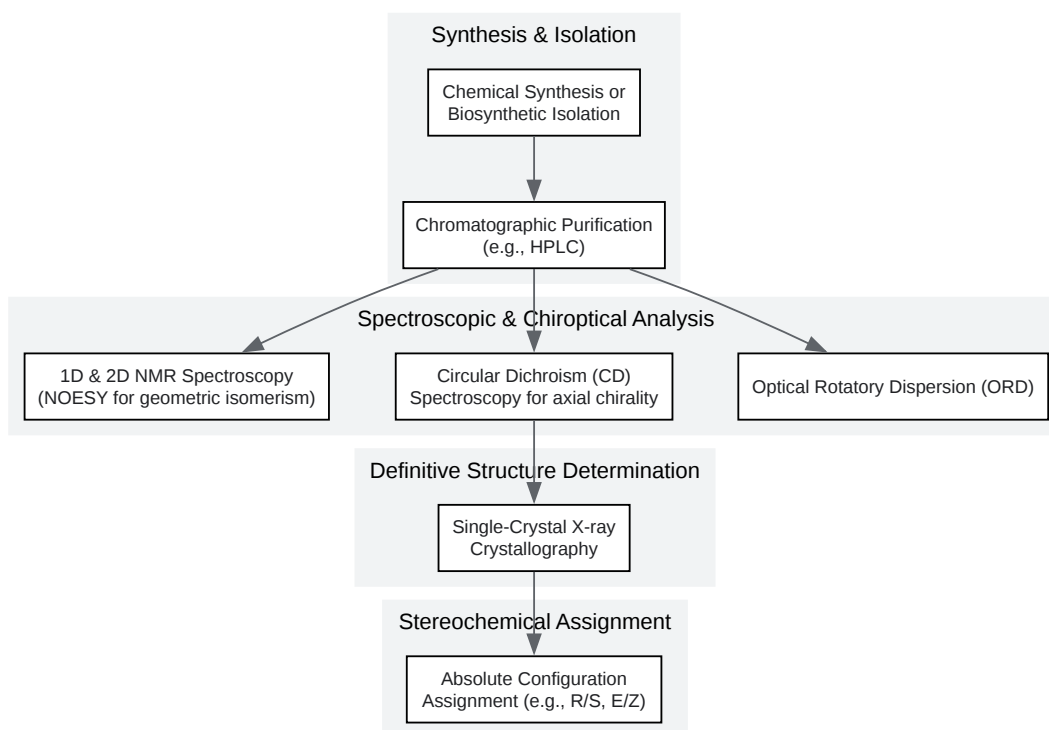 Synthesis & Isolation
Chemical Synthesis or
Biosynthetic Isolation
Chromatographic Purification
(e.g., HPLC)
Spectroscopic & Chiroptical Analysis
1D & 2D NMR Spectroscopy
(NOESY for geometric isomerism)
Circular Dichroism (CD)
Spectroscopy for axial chirality
Optical Rotatory Dispersion (ORD)
Definitive Structure Determination
Single-Crystal X-ray
Crystallography
Stereochemical Assignment
Absolute Configuration
Assignment (e.g., R/S, E/Z)